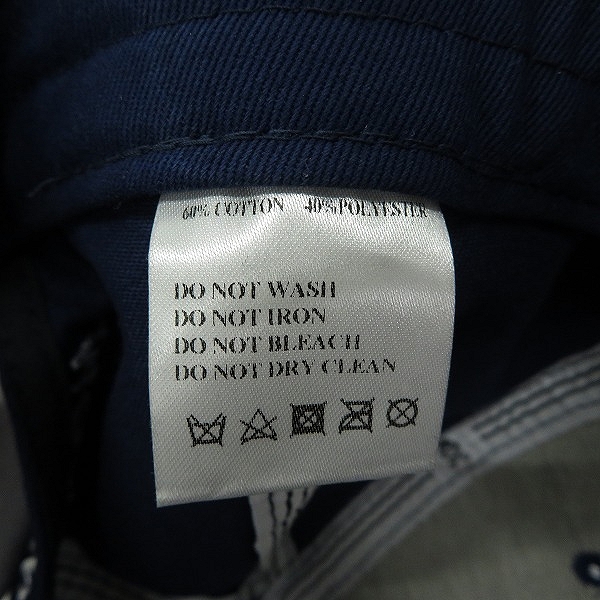 60% COTTON 40% POLYESTER
DO NOT WASH
DO NOT IRON
DO NOT BLEACH
DO NOT DRY CLEAN